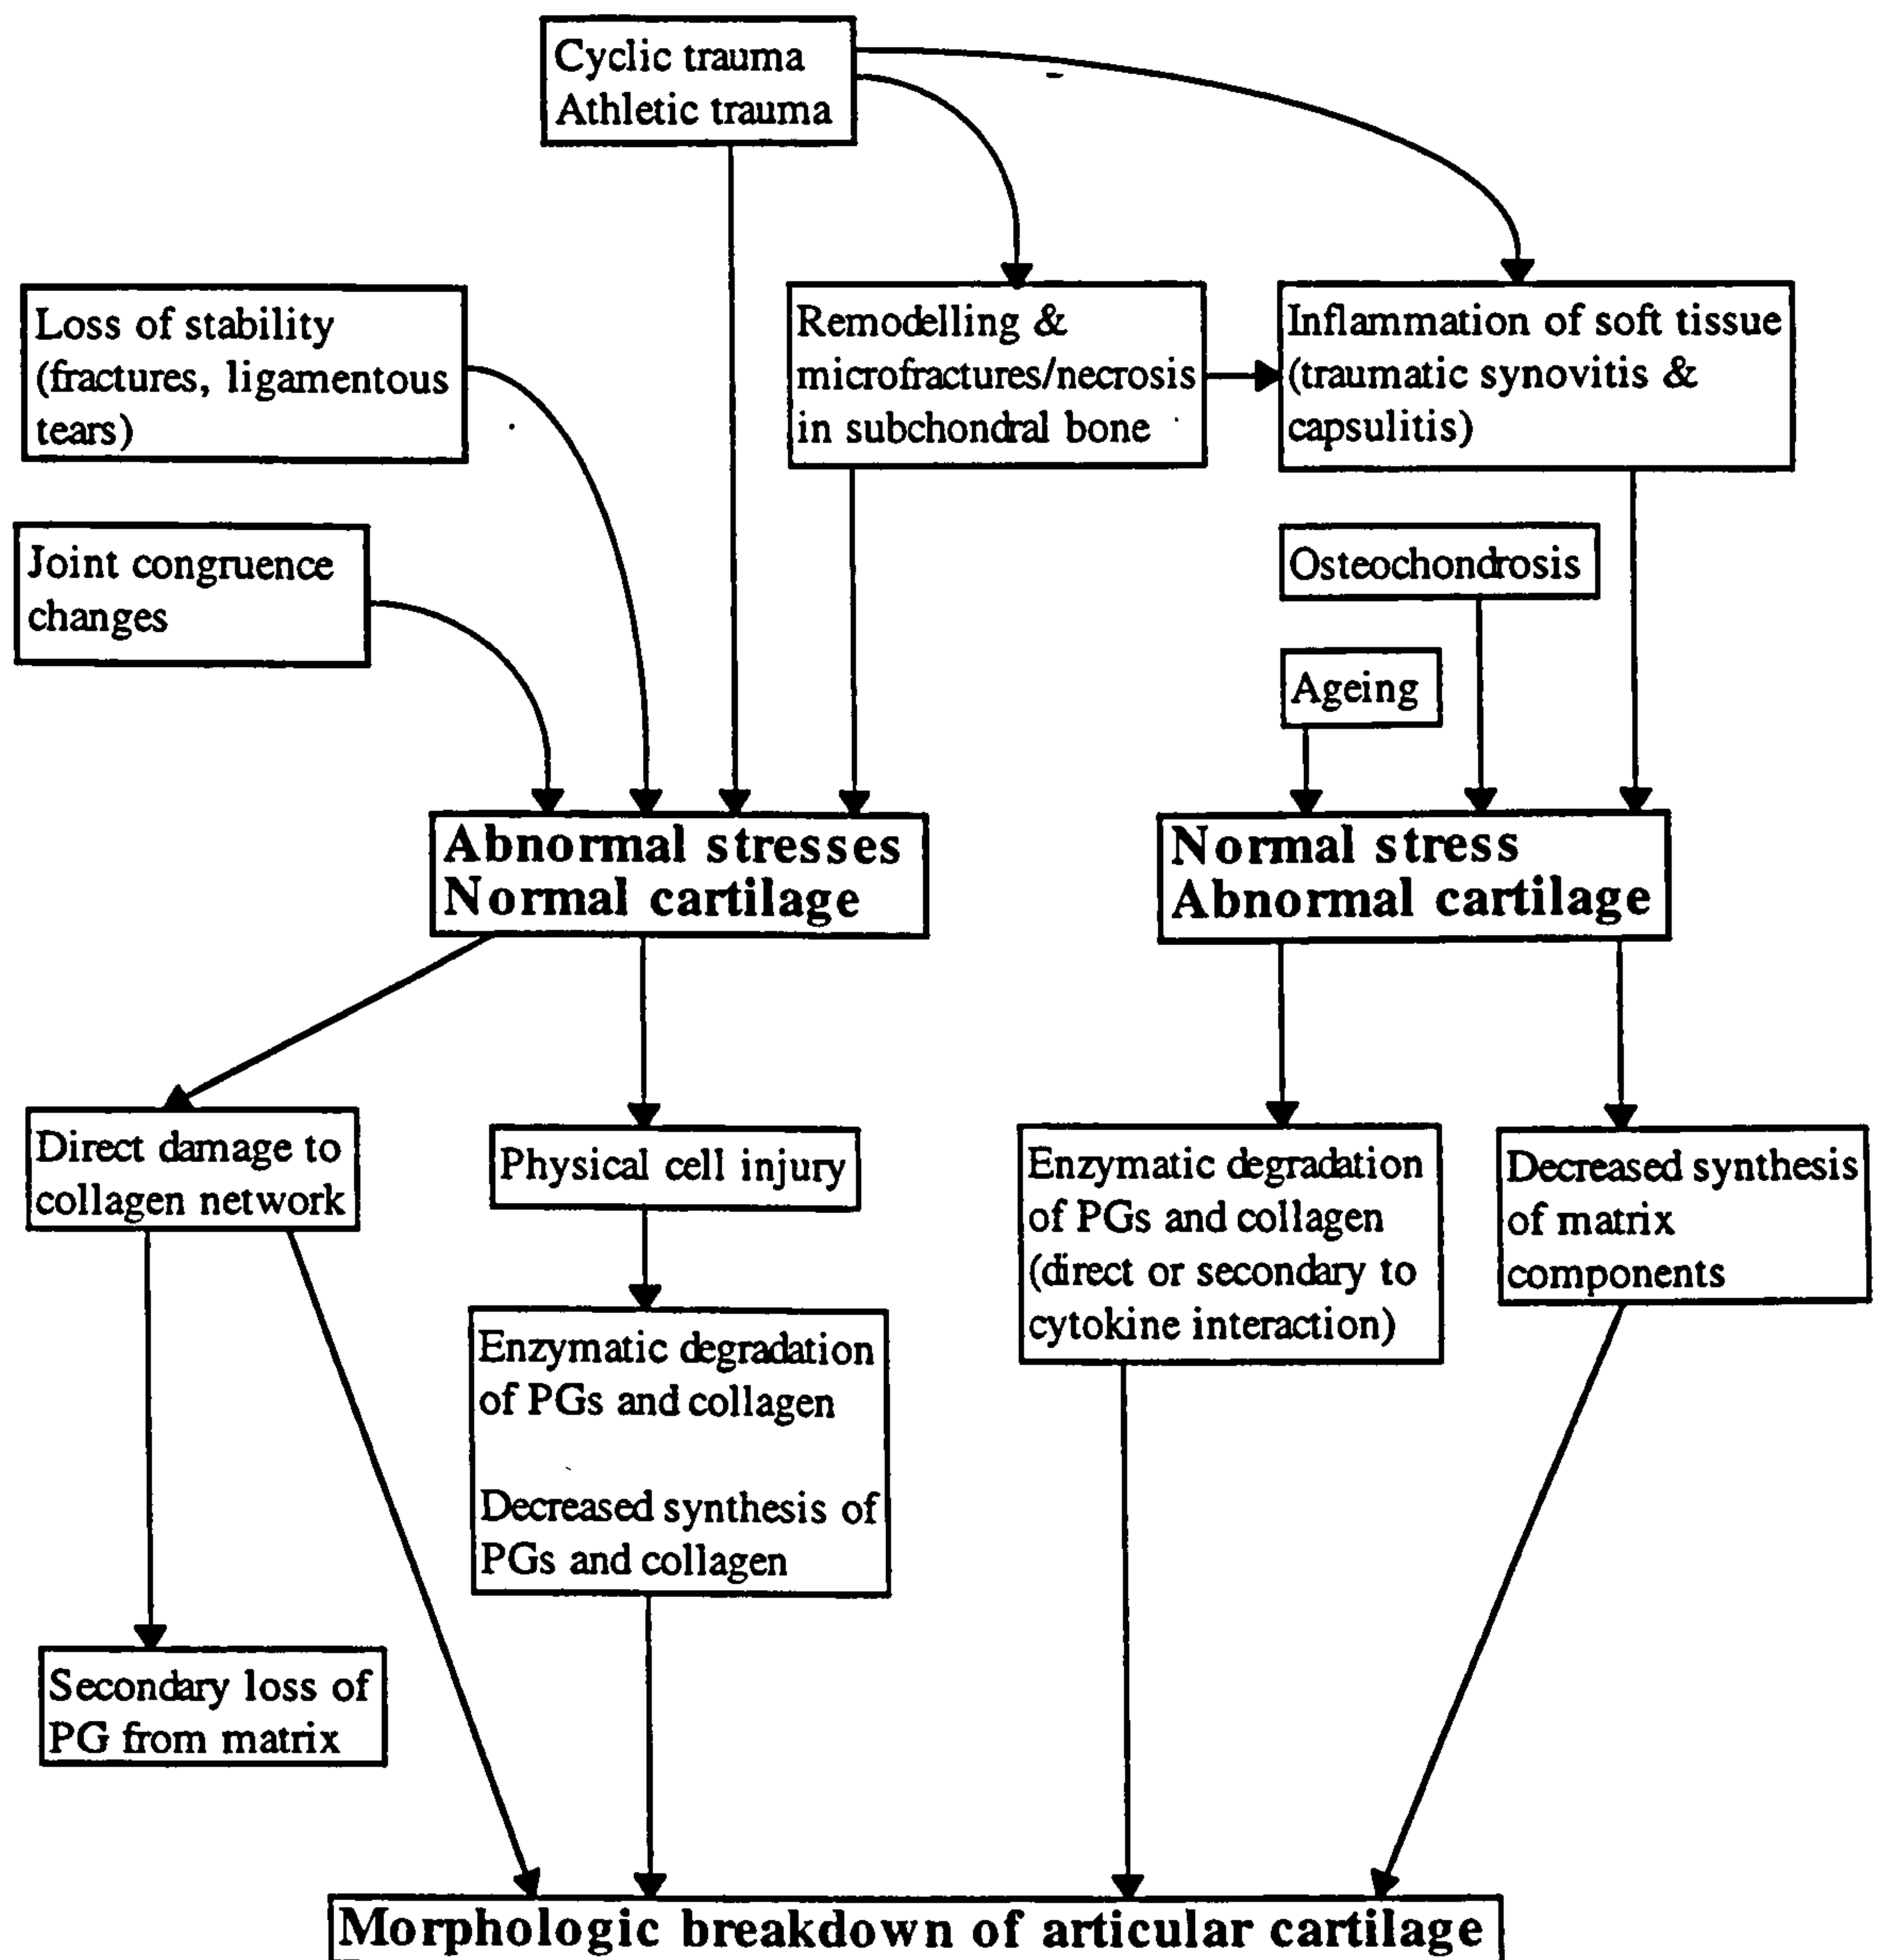 Cyclic trauma
Athletic trauma
Loss of stability
(fractures, ligamentous
tears)
Remodelling &
microfractures/necrosis
in subchondral bone
Inflammation of soft tissue
(traumatic synovitis &
capsulitis)
Joint congruence
changes
Osteochondrosis
Ageing
Abnormal stresses
Normal cartilage
Normal stress
Abnormal cartilage
Direct damage to
collagen network
Physical cell injury
Enzymatic degradation
of PGs and collagen
(direct or secondary to
cytokine interaction)
Decreased synthesis
of matrix
components
Enzymatic degradation
of PGs and collagen
Decreased synthesis of
PGs and collagen
Secondary loss of
PG from matrix
Morphologic breakdown of articular cartilage